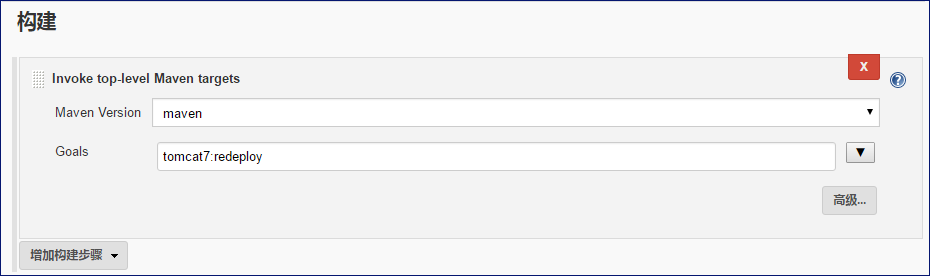 构建
Invoke top-level Maven targets
X
?
Maven Version
maven
Goals
tomcat7:redeploy
高级...
增加构建步骤